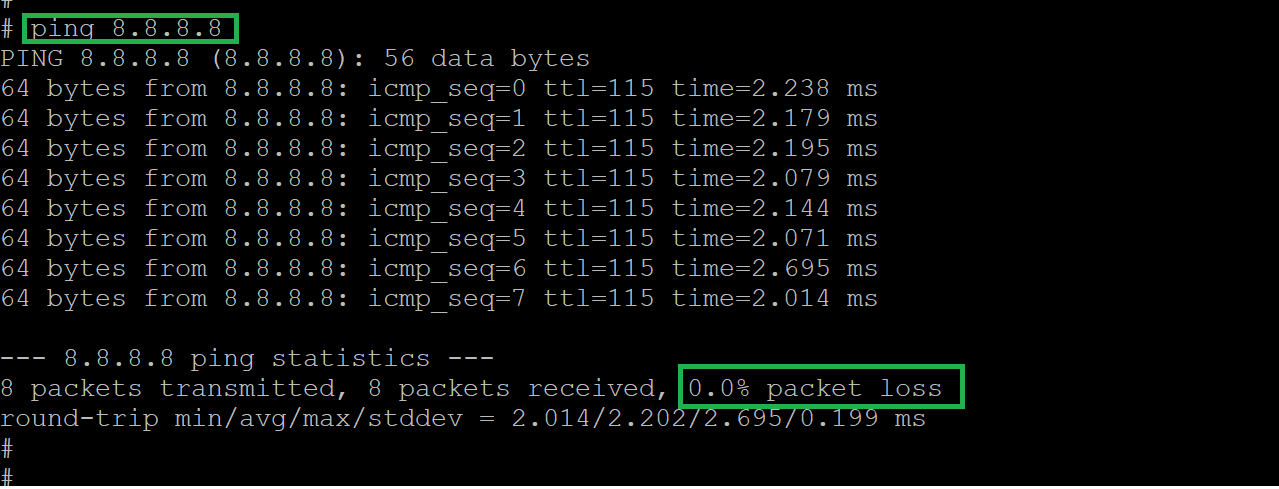 #
# ping 8.8.8.8
PING 8.8.8.8 (8.8.8.8): 56 data bytes
64 bytes from 8.8.8.8: icmp_seq=0 ttl=115 time=2.238 ms
64 bytes from 8.8.8.8: icmp_seq=1 ttl=115 time=2.179 ms
64 bytes from 8.8.8.8: icmp_seq=2 ttl=115 time=2.195 ms
64 bytes from 8.8.8.8: icmp_seq=3 ttl=115 time=2.079 ms
64 bytes from 8.8.8.8: icmp_seq=4 ttl=115 time=2.144 ms
64 bytes from 8.8.8.8: icmp_seq=5 ttl=115 time=2.071 ms
64 bytes from 8.8.8.8: icmp_seq=6 ttl=115 time=2.695 ms
64 bytes from 8.8.8.8: icmp_seq=7 ttl=115 time=2.014 ms
--- 8.8.8.8 ping statistics ---
8 packets transmitted, 8 packets received, 0.0% packet loss
round-trip min/avg/max/stddev = 2.014/2.202/2.695/0.199 ms
#
#